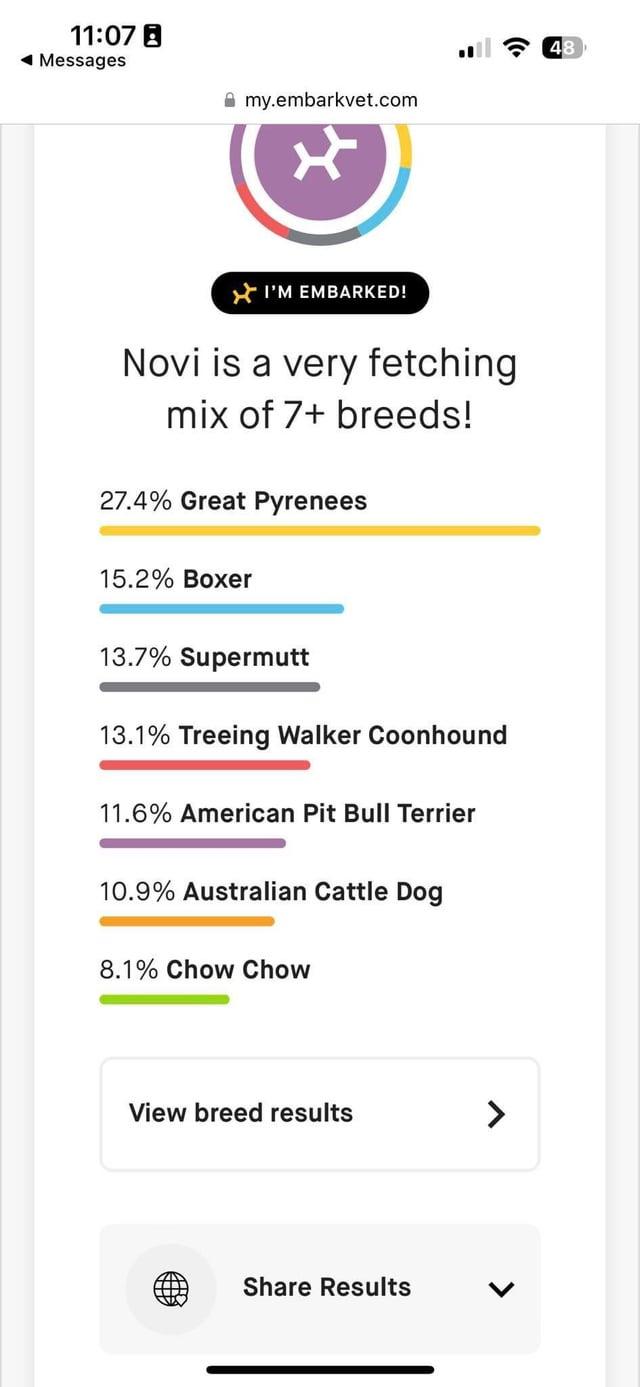 11:07
◀ Messages
48
my.embarkvet.com
I'M EMBARKED!
Novi is a very fetching
mix of 7+ breeds!
27.4% Great Pyrenees
15.2% Boxer
13.7% Supermutt
13.1% Treeing Walker Coonhound
11.6% American Pit Bull Terrier
10.9% Australian Cattle Dog
8.1% Chow Chow
View breed results
Share Results